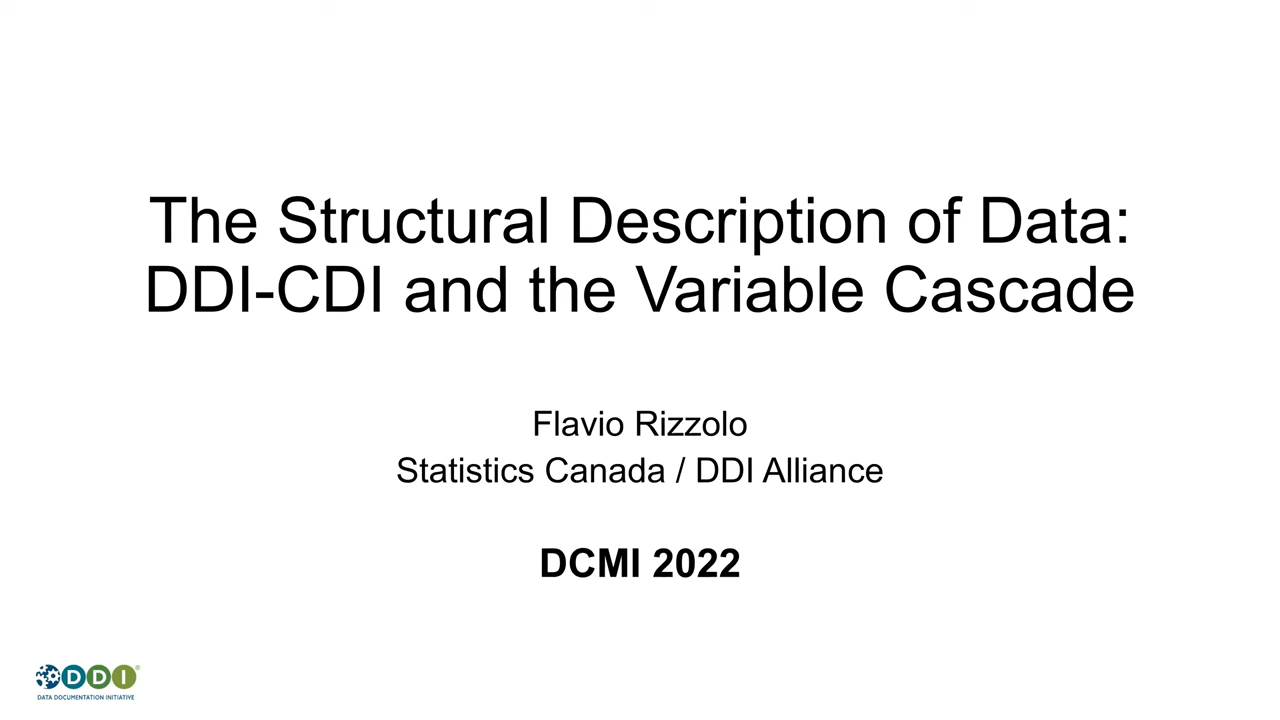 The Structural Description of Data:
DDI-CDI and the Variable Cascade
Flavio Rizzolo
Statistics Canada / DDI Alliance
DCMI 2022
DDI®
DATA DOCUMENTATION INITIATIVE